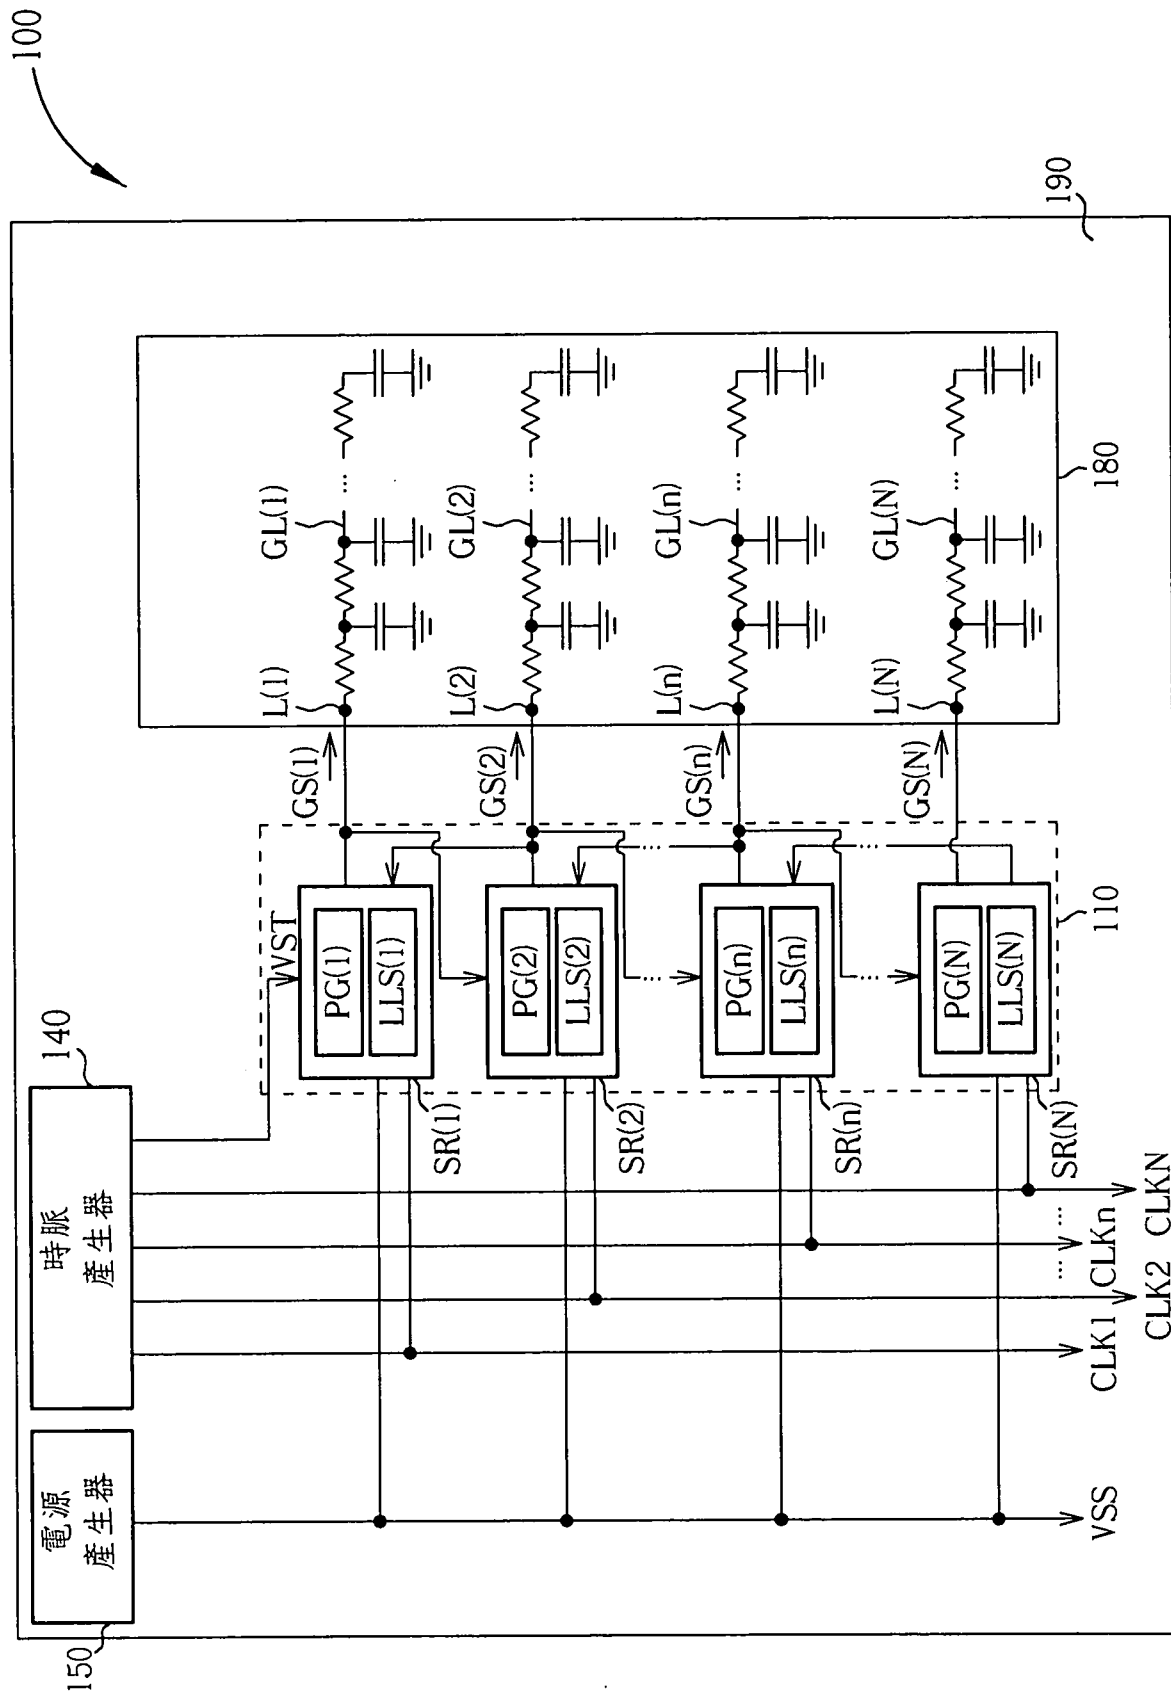 100
190
180
110
140
150
電源
產生器
時脈
產生器
VST
PG(1)
LLS(1)
SR(1)
GS(1)
L(1)
GL(1)
...
PG(2)
LLS(2)
SR(2)
GS(2)
L(2)
GL(2)
...
...
...
PG(n)
LLS(n)
SR(n)
GS(n)
L(n)
GL(n)
...
...
...
PG(N)
LLS(N)
SR(N)
GS(N)
L(N)
GL(N)
...
VSS
CLK1
CLK2
...
CLKn
...
CLKN